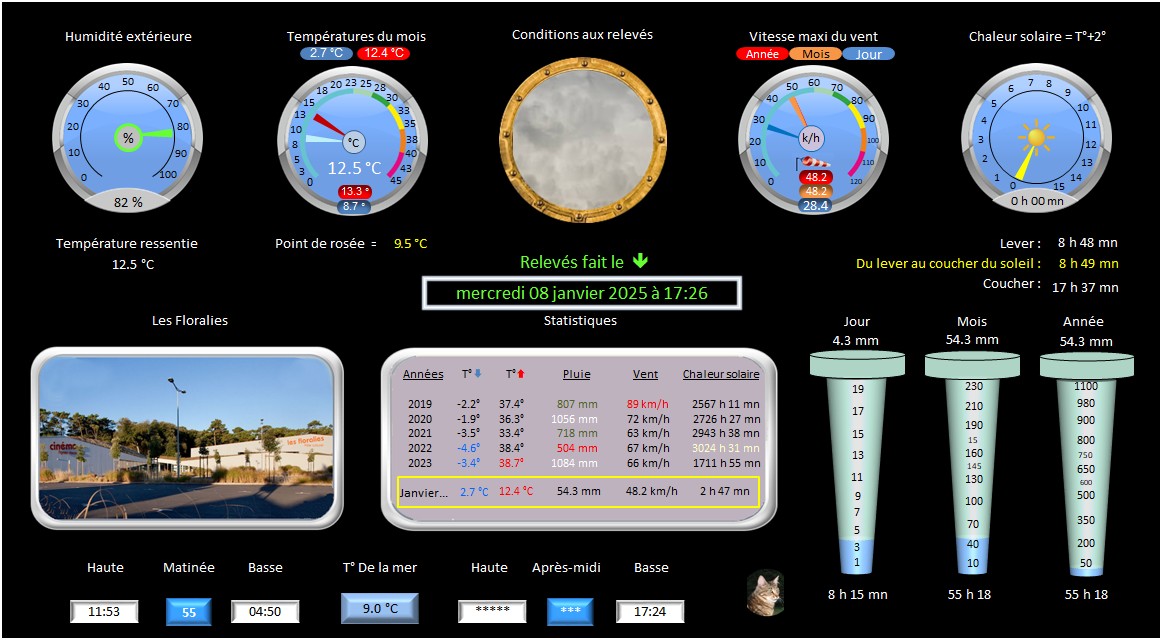 Humidité extérieure
Températures du mois
Conditions aux relevés
Vitesse maxi du vent
Chaleur solaire = T°+2°
2.7 °C 12.4 °C
Année Mois Jour
0 10 20 30 40 50 60 70 80 90 100
%
82 %
0 3 5 8 10 13 15 18 20 23 25 28 30 33 35 38 40 43 45
°C
12.5 °C
13.3 °
8.7 °
0 10 20 30 40 50 60 70 80 90 100 110 120
k/h
48.2
48.2
28.4
0 1 2 3 4 5 6 7 8 9 10 11 12 13 14 15
0 h 00 mn
Température ressentie
12.5 °C
Point de rosée = 9.5 °C
Lever : 8 h 48 mn
Du lever au coucher du soleil : 8 h 49 mn
Coucher : 17 h 37 mn
Relevés fait le
mercredi 08 janvier 2025 à 17:26
Les Floralies
cinéma
les floralies
Statistiques
Années T° T° Pluie Vent Chaleur solaire
2019 -2.2° 37.4° 807 mm 89 km/h 2567 h 11 mn
2020 -1.9° 36.3° 1056 mm 72 km/h 2726 h 27 mn
2021 -3.5° 33.4° 718 mm 63 km/h 2943 h 38 mn
2022 -4.6° 38.4° 504 mm 67 km/h 3024 h 31 mn
2023 -3.4° 38.7° 1084 mm 66 km/h 1711 h 55 mn
Janvier... 2.7 °C 12.4 °C 54.3 mm 48.2 km/h 2 h 47 mn
Jour
4.3 mm
19
17
15
13
11
9
7
5
3
1
8 h 15 mn
Mois
54.3 mm
230
210
190
15
160
145
130
100
70
40
10
55 h 18
Année
54.3 mm
1100
980
900
800
750
650
600
500
350
200
50
55 h 18
Haute Matinée Basse
11:53 55 04:50
T° De la mer
9.0 °C
Haute Après-midi Basse
***** *** 17:24